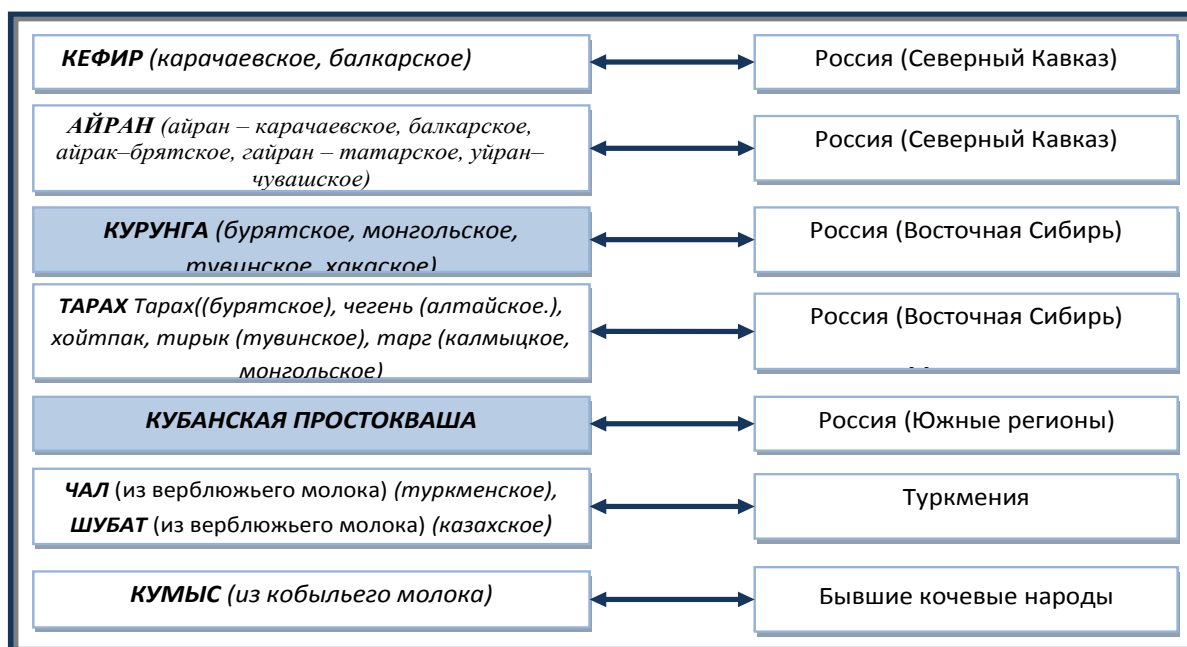 КЕФИР (карачаевское, балкарское)
Россия (Северный Кавказ)
АЙРАН (айран – карачаевское, балкарское,
айрак–брятское, гайран – татарское, уйран–
чувашское)
Россия (Северный Кавказ)
КУРУНГА (бурятское, монгольское,
тувинское, хакаское)
Россия (Восточная Сибирь)
ТАРАХ Тарах((бурятское), чегень (алтайское.),
хойтпак, тирык (тувинское), тарг (калмыцкое,
монгольское)
Россия (Восточная Сибирь)
КУБАНСКАЯ ПРОСТОКВАША
Россия (Южные регионы)
ЧАЛ (из верблюжьего молока) (туркменское),
ШУБАТ (из верблюжьего молока) (казахское)
Туркмения
КУМЫС (из кобыльего молока)
Бывшие кочевые народы